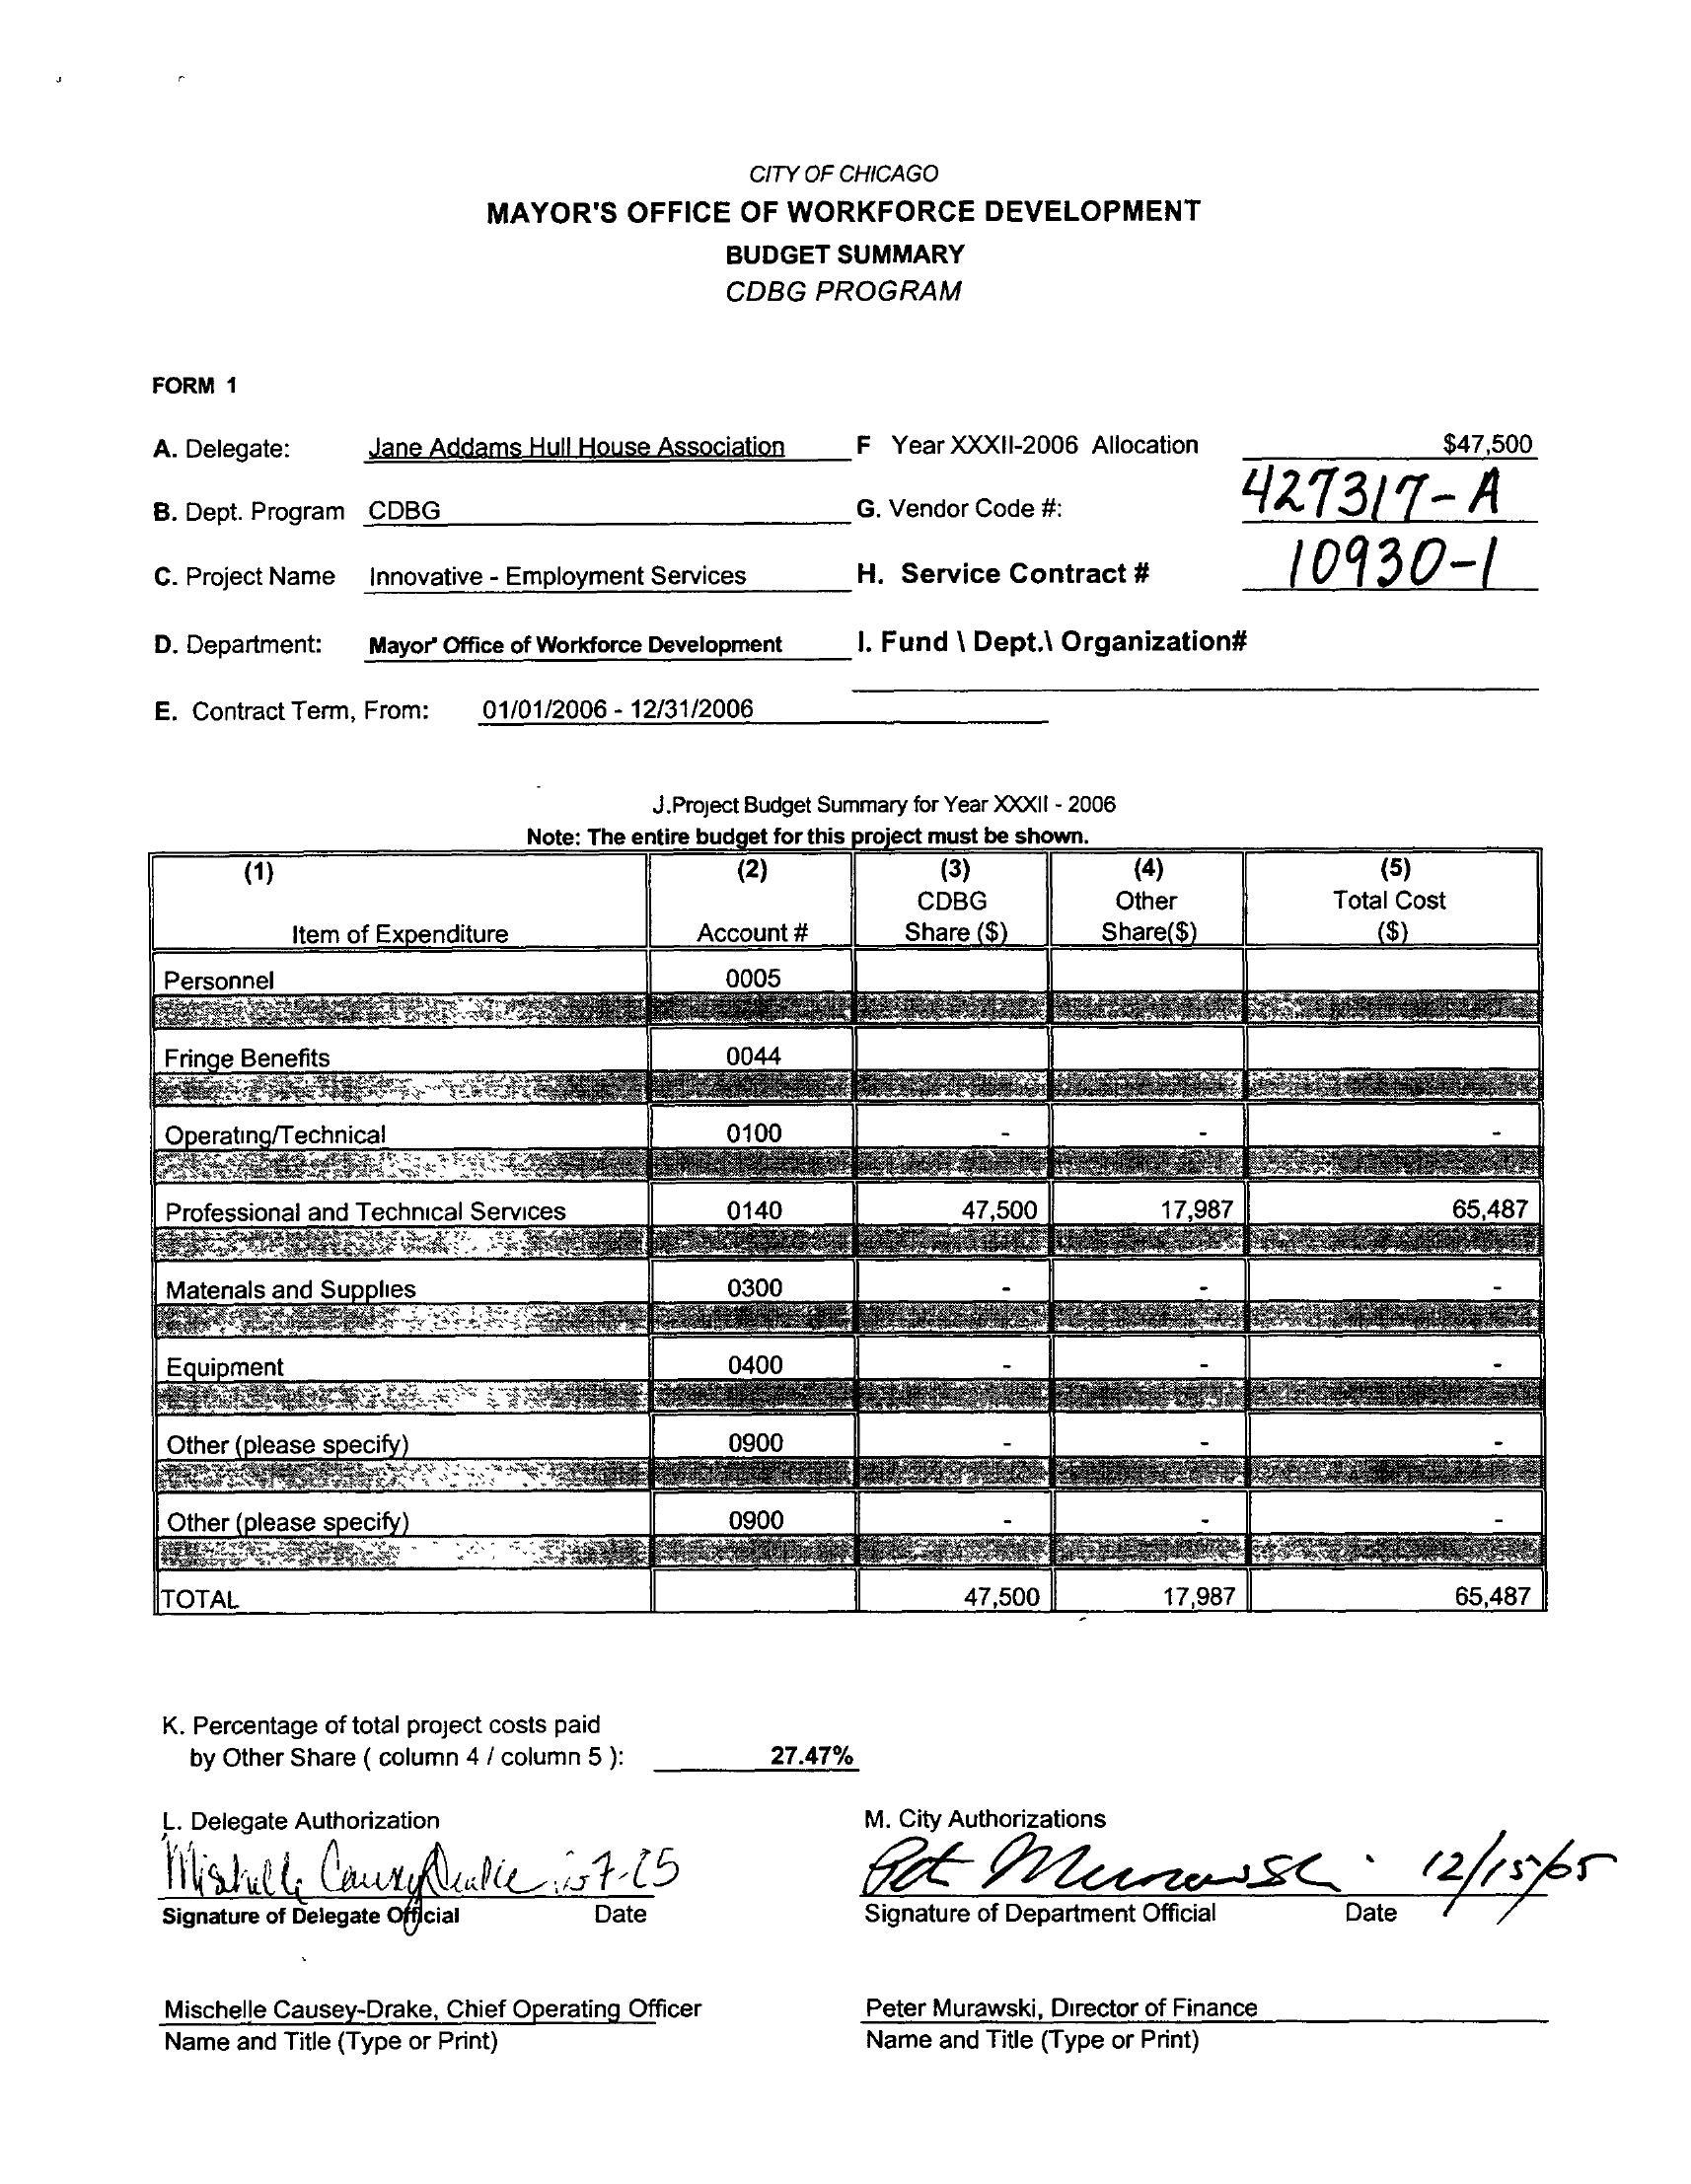 CITY OF CHICAGO
MAYOR'S OFFICE OF WORKFORCE DEVELOPMENT
BUDGET SUMMARY
CDBG PROGRAM
FORM 1
A. Delegate: Jane Addams Hull House Association F Year XXXII-2006 Allocation $47,500
B. Dept. Program CDBG G. Vendor Code #: 427317-A
C. Project Name Innovative - Employment Services H. Service Contract # 10930-1
D. Department: Mayor' Office of Workforce Development I. Fund \ Dept.\ Organization#
E. Contract Term, From: 01/01/2006 - 12/31/2006
J.Project Budget Summary for Year XXXII - 2006
Note: The entire budget for this project must be shown.
(1) (2) (3) (4) (5)
CDBG Other Total Cost
Item of Expenditure Account # Share ($) Share($) ($)
Personnel 0005
Fringe Benefits 0044
Operating/Technical 0100 - - -
Professional and Technical Services 0140 47,500 17,987 65,487
Materials and Supplies 0300 - - -
Equipment 0400 - - -
Other (please specify) 0900 - - -
Other (please specify) 0900 - - -
TOTAL 47,500 17,987 65,487
K. Percentage of total project costs paid
by Other Share ( column 4 / column 5 ): 27.47%
L. Delegate Authorization M. City Authorizations
Mischelle Causey-Drake Pet Murawski 12/15/05
Signature of Delegate Official Date Signature of Department Official Date
Mischelle Causey-Drake, Chief Operating Officer Peter Murawski, Director of Finance
Name and Title (Type or Print) Name and Title (Type or Print)